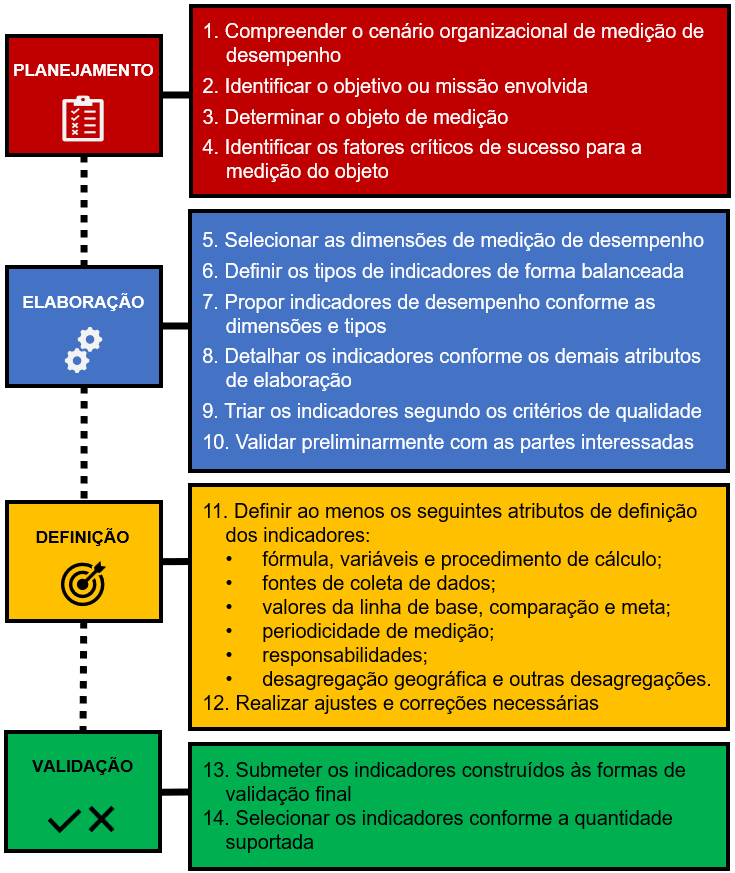 PLANEJAMENTO
1. Compreender o cenário organizacional de medição de
desempenho
2. Identificar o objetivo ou missão envolvida
3. Determinar o objeto de medição
4. Identificar os fatores críticos de sucesso para a
medição do objeto
ELABORAÇÃO
5. Selecionar as dimensões de medição de desempenho
6. Definir os tipos de indicadores de forma balanceada
7. Propor indicadores de desempenho conforme as
dimensões e tipos
8. Detalhar os indicadores conforme os demais atributos
de elaboração
9. Triar os indicadores segundo os critérios de qualidade
10. Validar preliminarmente com as partes interessadas
DEFINIÇÃO
11. Definir ao menos os seguintes atributos de definição
dos indicadores:
• fórmula, variáveis e procedimento de cálculo;
• fontes de coleta de dados;
• valores da linha de base, comparação e meta;
• periodicidade de medição;
• responsabilidades;
• desagregação geográfica e outras desagregações.
12. Realizar ajustes e correções necessárias
VALIDAÇÃO
13. Submeter os indicadores construídos às formas de
validação final
14. Selecionar os indicadores conforme a quantidade
suportada